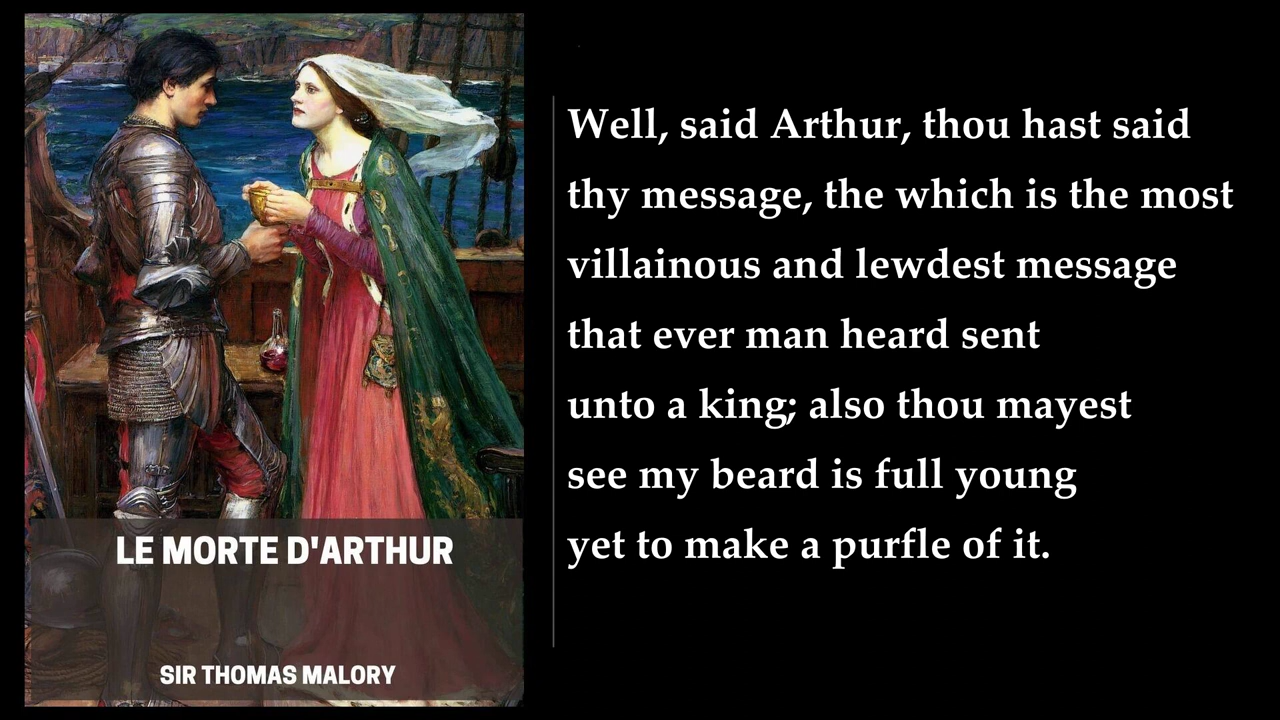 LE MORTE D'ARTHUR
SIR THOMAS MALORY
Well, said Arthur, thou hast said
thy message, the which is the most
villainous and lewdest message
that ever man heard sent
unto a king; also thou mayest
see my beard is full young
yet to make a purfle of it.